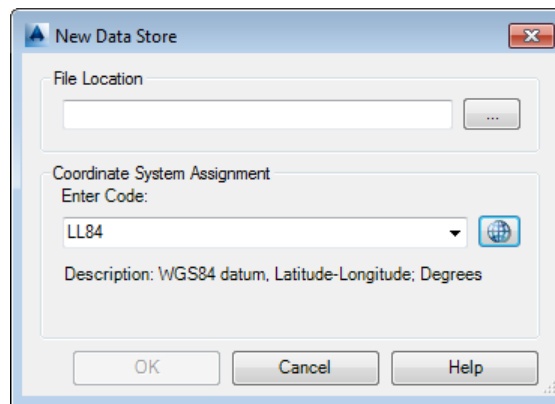 New Data Store
File Location
...
Coordinate System Assignment
Enter Code:
LL84
Description: WGS84 datum, Latitude-Longitude; Degrees
OK
Cancel
Help